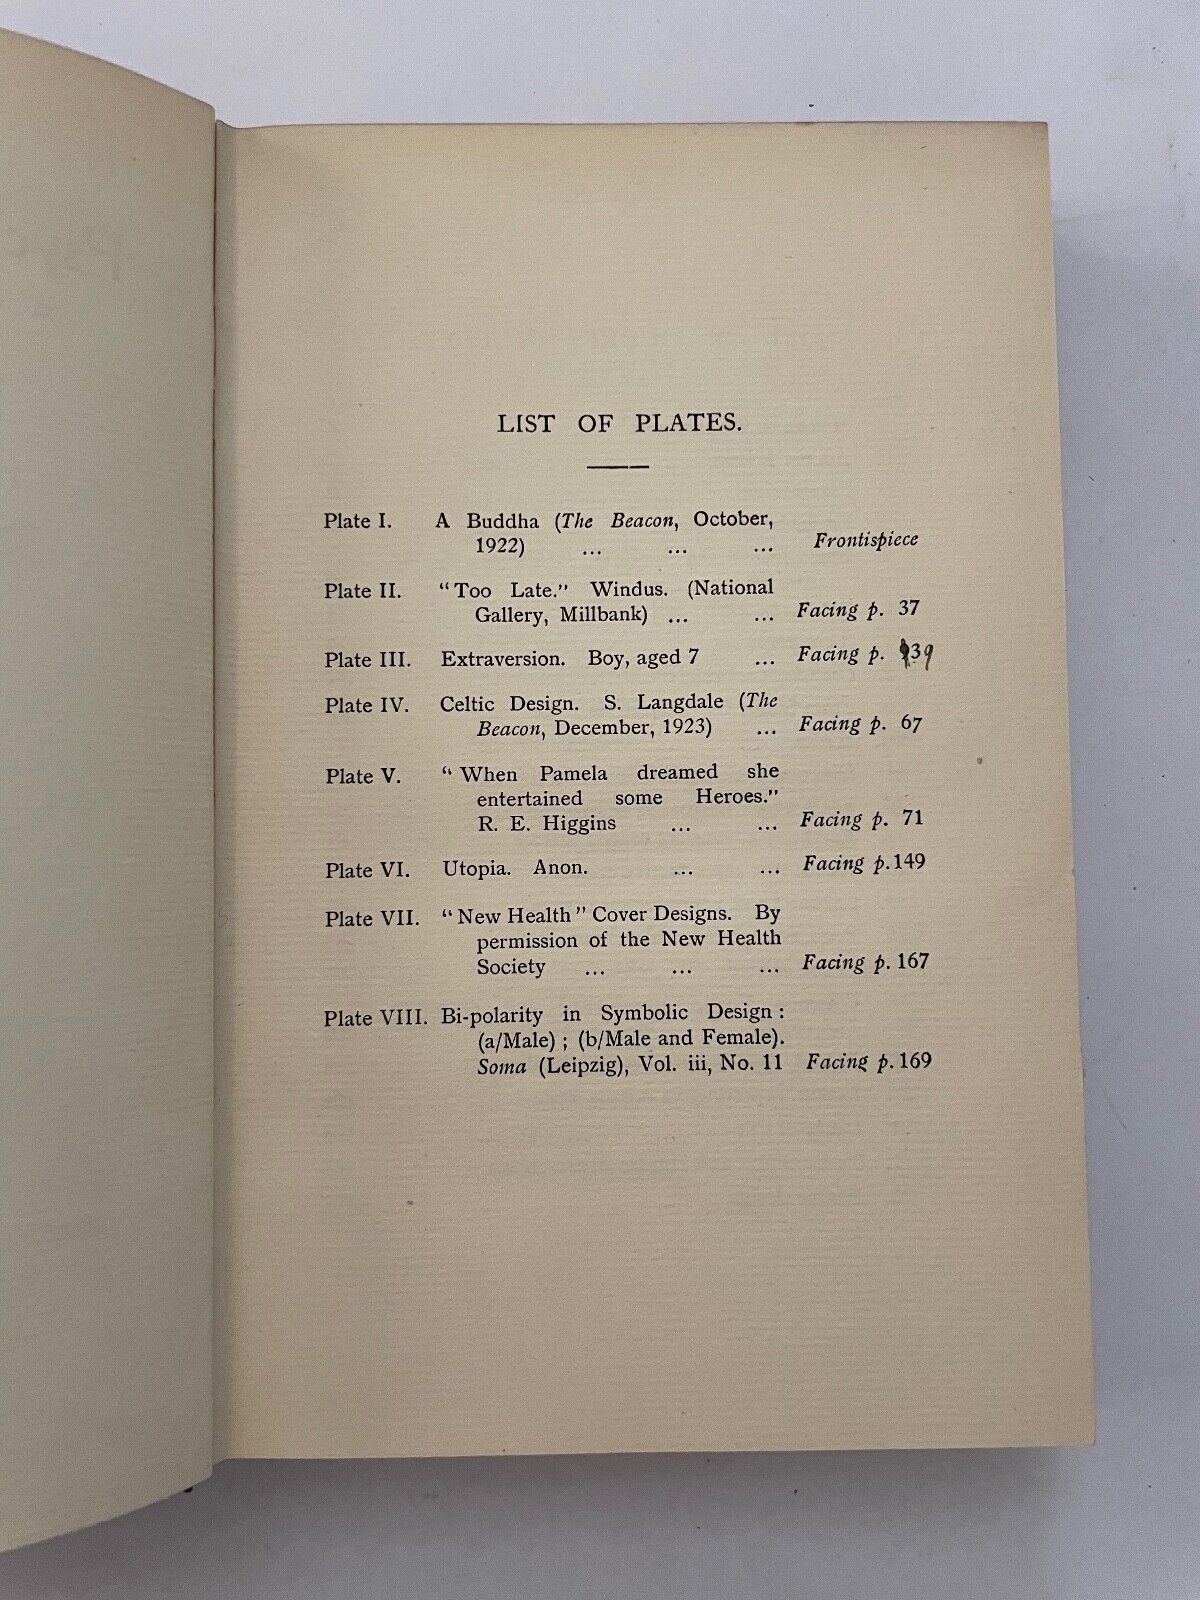 LIST OF PLATES.
Plate I. A Buddha (The Beacon, October,
1922) ... ... ... Frontispiece
Plate II. "Too Late." Windus. (National
Gallery, Millbank) ... ... Facing p. 37
Plate III. Extraversion. Boy, aged 7 ... Facing p. 39
Plate IV. Celtic Design. S. Langdale (The
Beacon, December, 1923) ... Facing p. 67
Plate V. "When Pamela dreamed she
entertained some Heroes."
R. E. Higgins ... ... Facing p. 71
Plate VI. Utopia. Anon. ... ... Facing p. 149
Plate VII. "New Health" Cover Designs. By
permission of the New Health
Society ... ... ... Facing p. 167
Plate VIII. Bi-polarity in Symbolic Design :
(a/Male) ; (b/Male and Female).
Soma (Leipzig), Vol. iii, No. 11 Facing p. 169